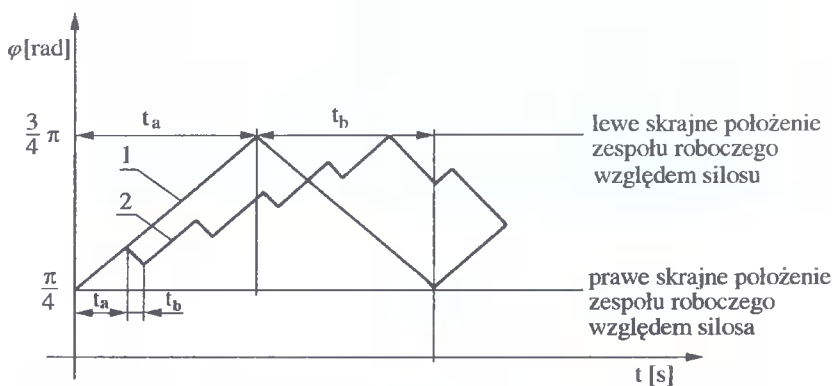 φ[rad]
3/4 π
t_a
t_b
lewe skrajne położenie
zespołu roboczego
względem silosu
1
2
π/4
t_a
t_b
prawe skrajne położenie
zespołu roboczego
względem silosa
t [s]